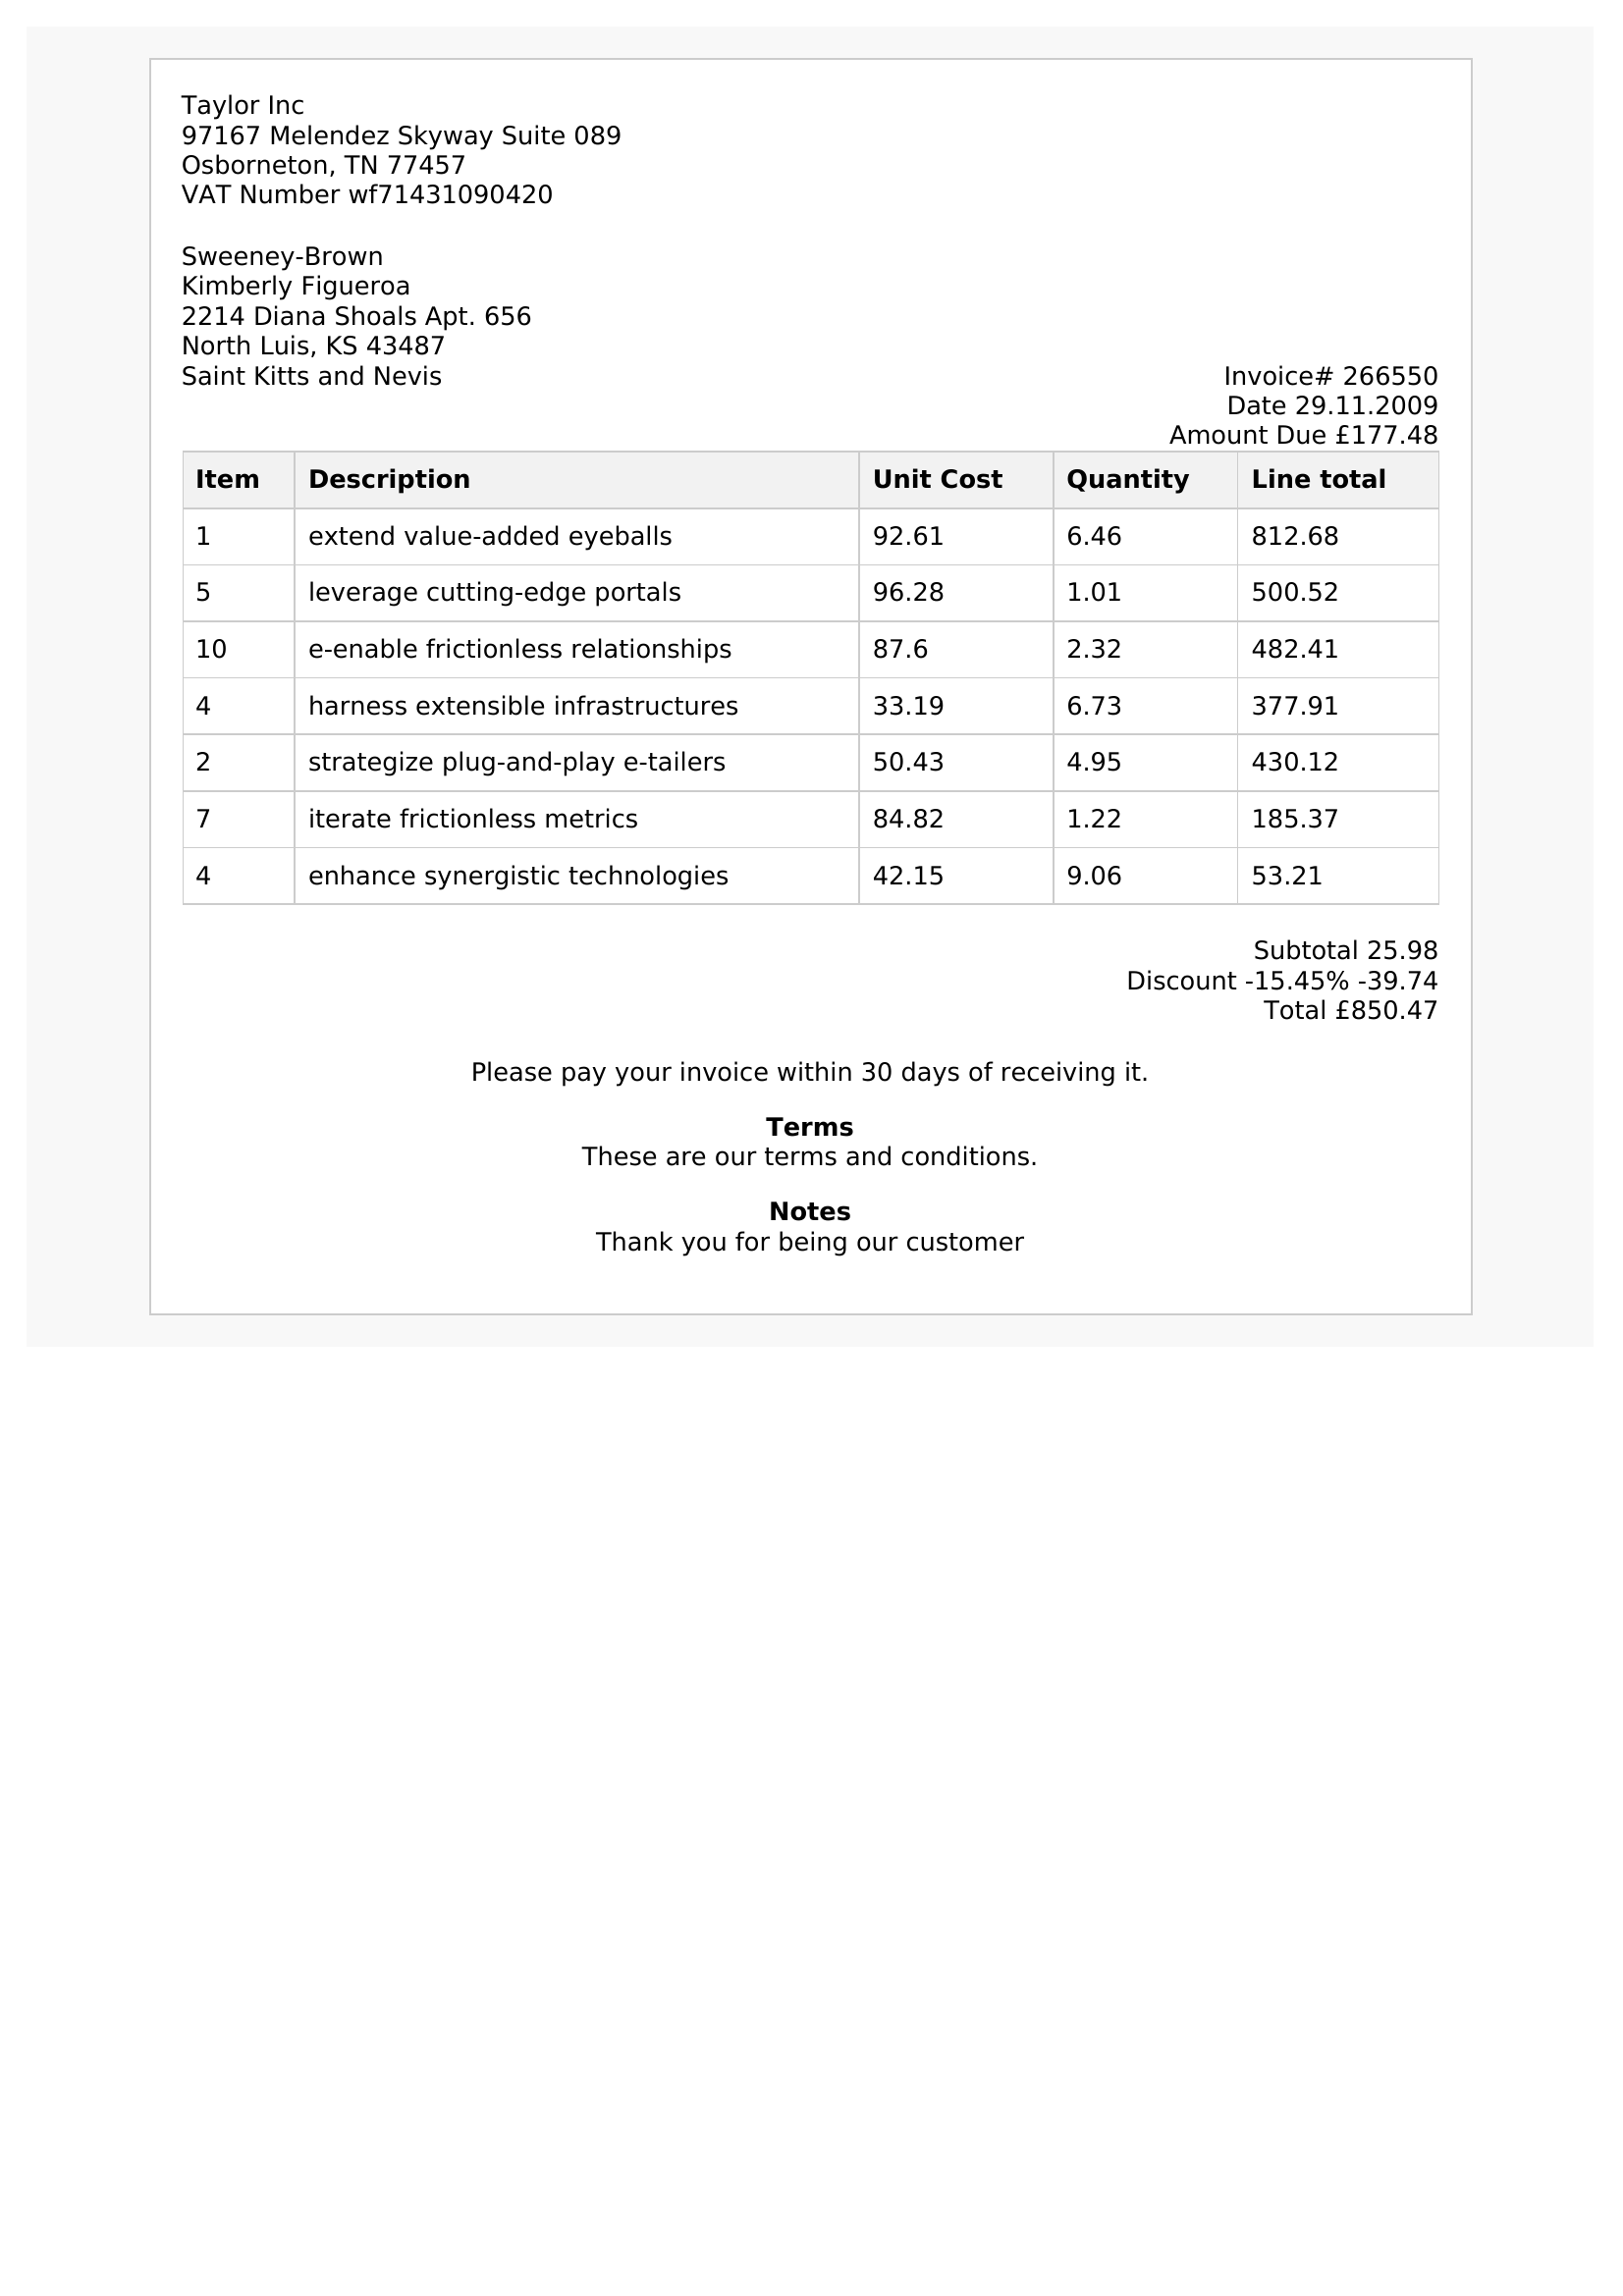 Taylor Inc
97167 Melendez Skyway Suite 089
Osborneton, TN 77457
VAT Number wf71431090420
Sweeney-Brown
Kimberly Figueroa
2214 Diana Shoals Apt. 656
North Luis, KS 43487
Saint Kitts and Nevis
Invoice# 266550
Date 29.11.2009
Amount Due £177.48
Item Description Unit Cost Quantity Line total
1 extend value-added eyeballs 92.61 6.46 812.68
5 leverage cutting-edge portals 96.28 1.01 500.52
10 e-enable frictionless relationships 87.6 2.32 482.41
4 harness extensible infrastructures 33.19 6.73 377.91
2 strategize plug-and-play e-tailers 50.43 4.95 430.12
7 iterate frictionless metrics 84.82 1.22 185.37
4 enhance synergistic technologies 42.15 9.06 53.21
Subtotal 25.98
Discount -15.45% -39.74
Total £850.47
Please pay your invoice within 30 days of receiving it.
Terms
These are our terms and conditions.
Notes
Thank you for being our customer